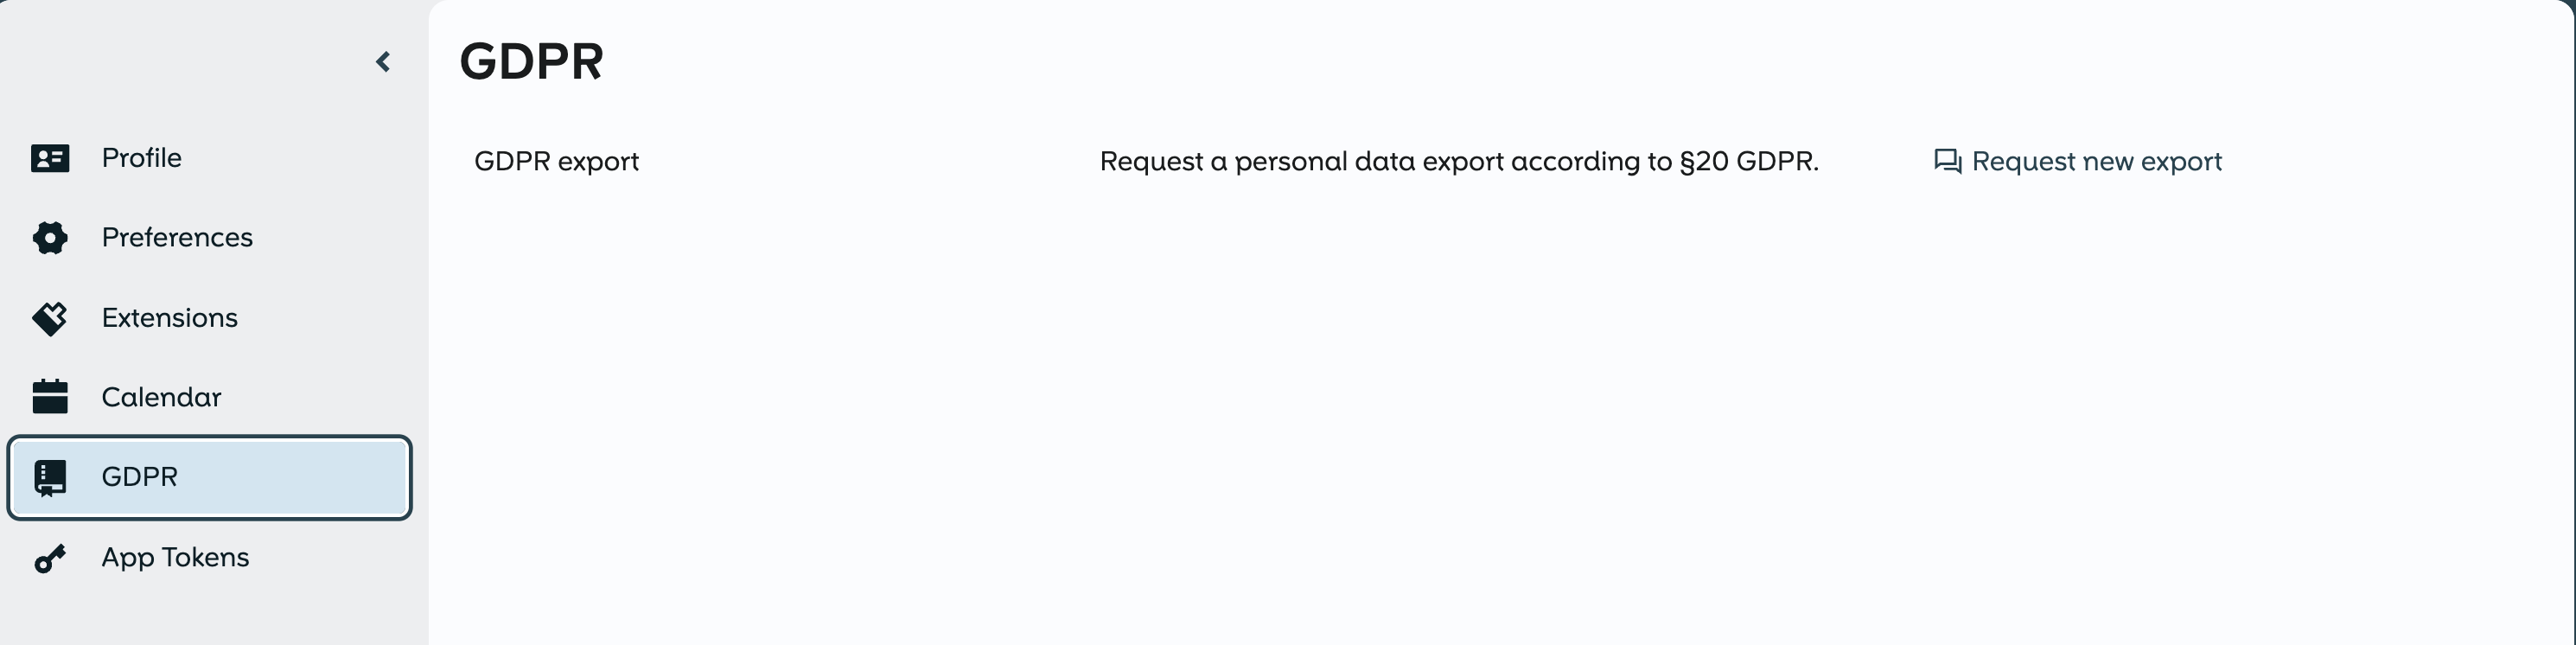 GDPR
Profile
Preferences
Extensions
Calendar
GDPR
App Tokens
GDPR export
Request a personal data export according to §20 GDPR.
Request new export